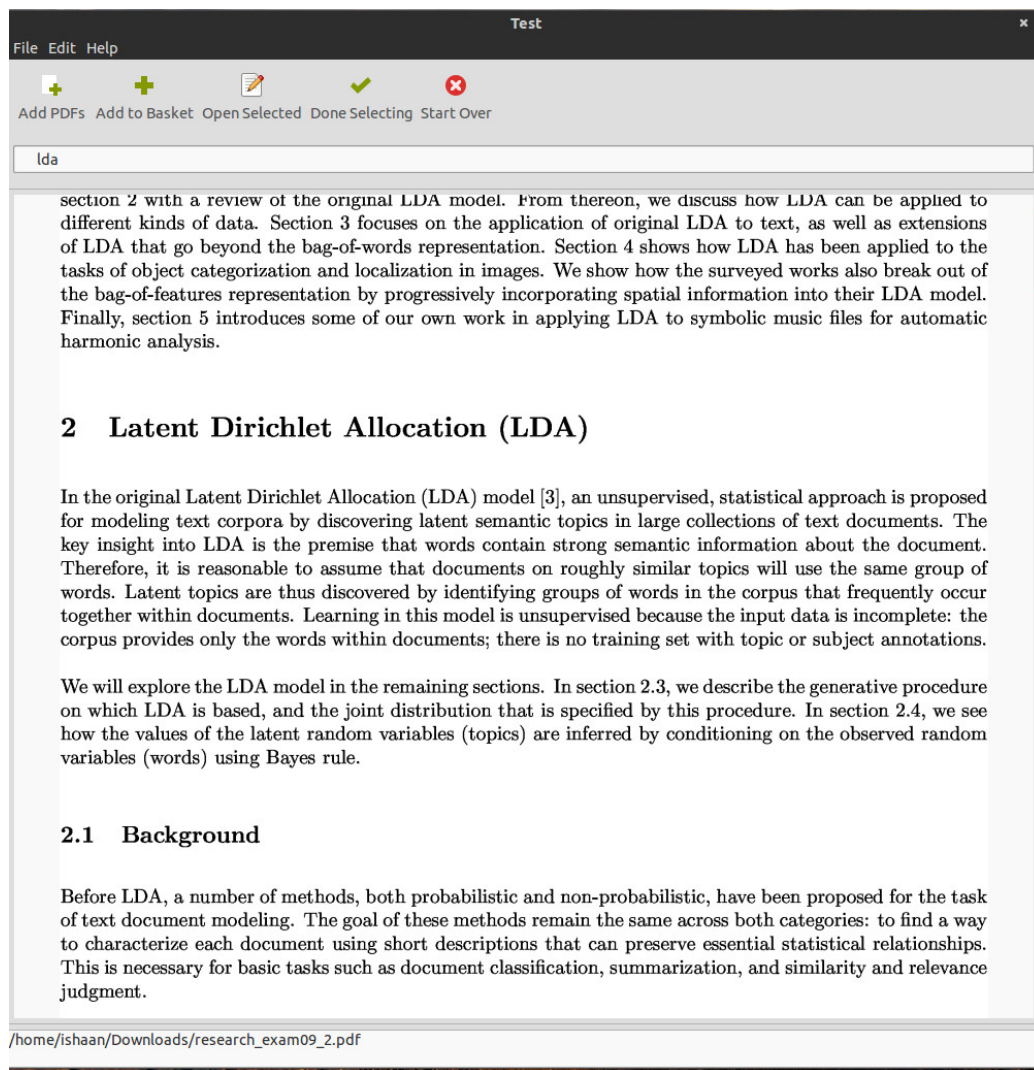 Test
File Edit Help
Add PDFs Add to Basket Open Selected Done Selecting Start Over
lda
section 2 with a review of the original LDA model. From thereon, we discuss how LDA can be applied to
different kinds of data. Section 3 focuses on the application of original LDA to text, as well as extensions
of LDA that go beyond the bag-of-words representation. Section 4 shows how LDA has been applied to the
tasks of object categorization and localization in images. We show how the surveyed works also break out of
the bag-of-features representation by progressively incorporating spatial information into their LDA model.
Finally, section 5 introduces some of our own work in applying LDA to symbolic music files for automatic
harmonic analysis.
2 Latent Dirichlet Allocation (LDA)
In the original Latent Dirichlet Allocation (LDA) model [3], an unsupervised, statistical approach is proposed
for modeling text corpora by discovering latent semantic topics in large collections of text documents. The
key insight into LDA is the premise that words contain strong semantic information about the document.
Therefore, it is reasonable to assume that documents on roughly similar topics will use the same group of
words. Latent topics are thus discovered by identifying groups of words in the corpus that frequently occur
together within documents. Learning in this model is unsupervised because the input data is incomplete: the
corpus provides only the words within documents; there is no training set with topic or subject annotations.
We will explore the LDA model in the remaining sections. In section 2.3, we describe the generative procedure
on which LDA is based, and the joint distribution that is specified by this procedure. In section 2.4, we see
how the values of the latent random variables (topics) are inferred by conditioning on the observed random
variables (words) using Bayes rule.
2.1 Background
Before LDA, a number of methods, both probabilistic and non-probabilistic, have been proposed for the task
of text document modeling. The goal of these methods remain the same across both categories: to find a way
to characterize each document using short descriptions that can preserve essential statistical relationships.
This is necessary for basic tasks such as document classification, summarization, and similarity and relevance
judgment.
/home/ishaan/Downloads/research_exam09_2.pdf